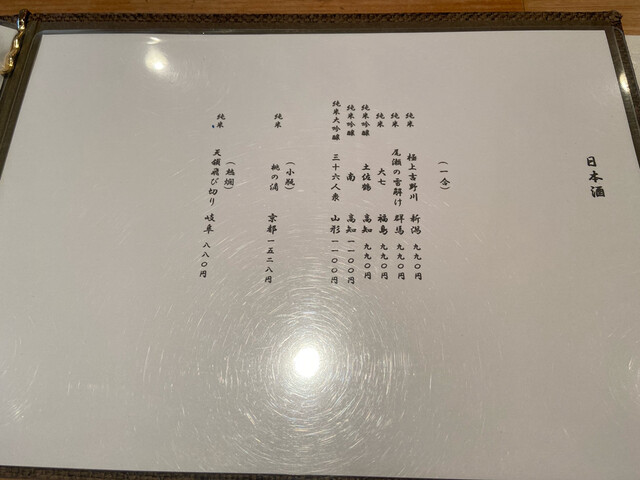 日本酒
(一合)
純米 極上吉野川 新潟 九九〇円
純米 尾瀬の雪解け 群馬 九九〇円
純米 大七 福島 九九〇円
純米吟醸 土佐鶴 高知 九九〇円
純米吟醸 南 高知 一一〇〇円
純米大吟醸 三十六人衆 山形 一一〇〇円
(小瓶)
純米 桃の滴 京都 一五二八円
(熱燗)
純米 天領飛び切り 岐阜 八八〇円